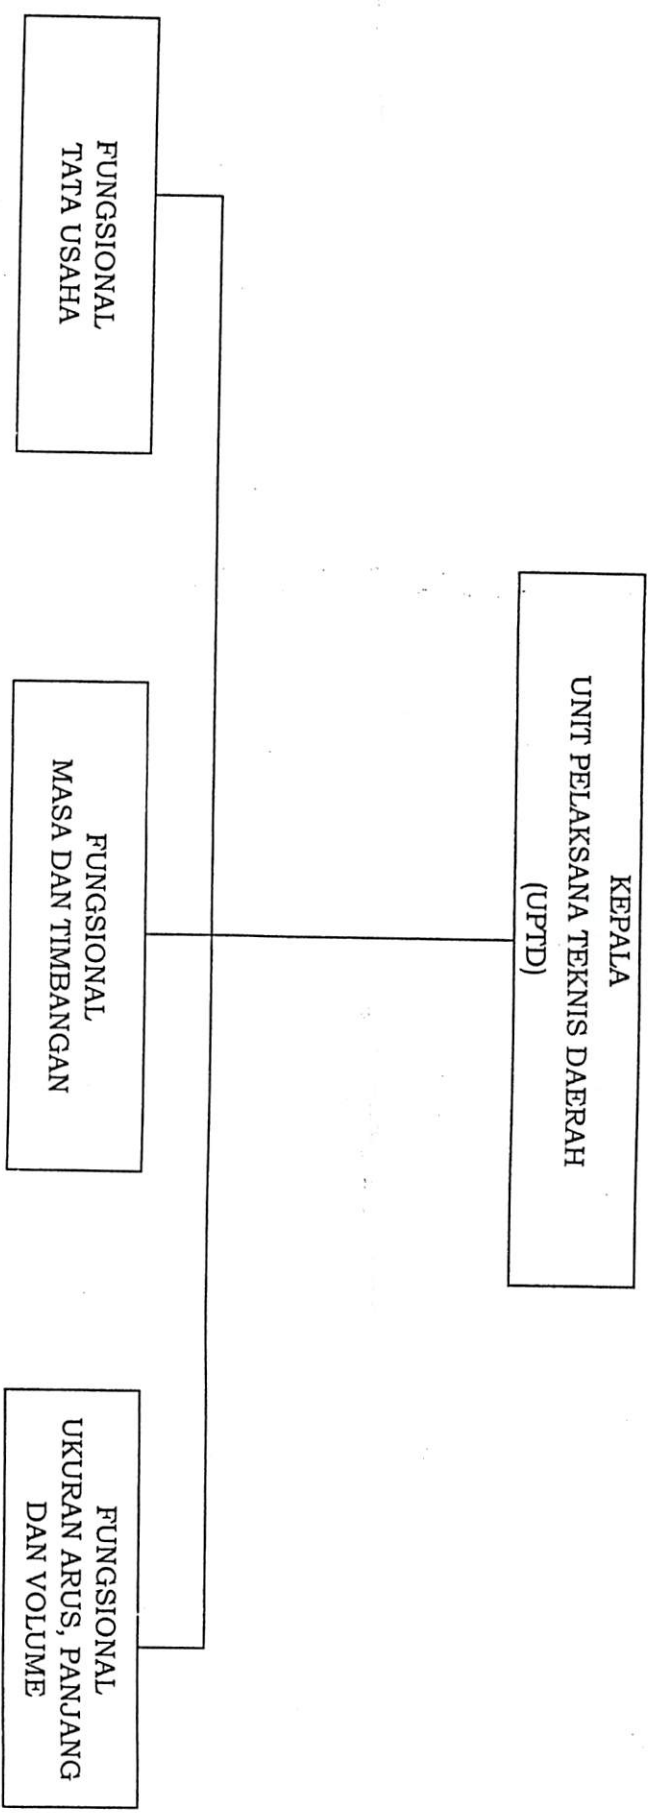 KEPALA
UNIT PELAKSANA TEKNIS DAERAH
(UPTD)
FUNGSIONAL
TATA USAHA
FUNGSIONAL
MASA DAN TIMBANGAN
FUNGSIONAL
UKURAN ARUS, PANJANG
DAN VOLUME